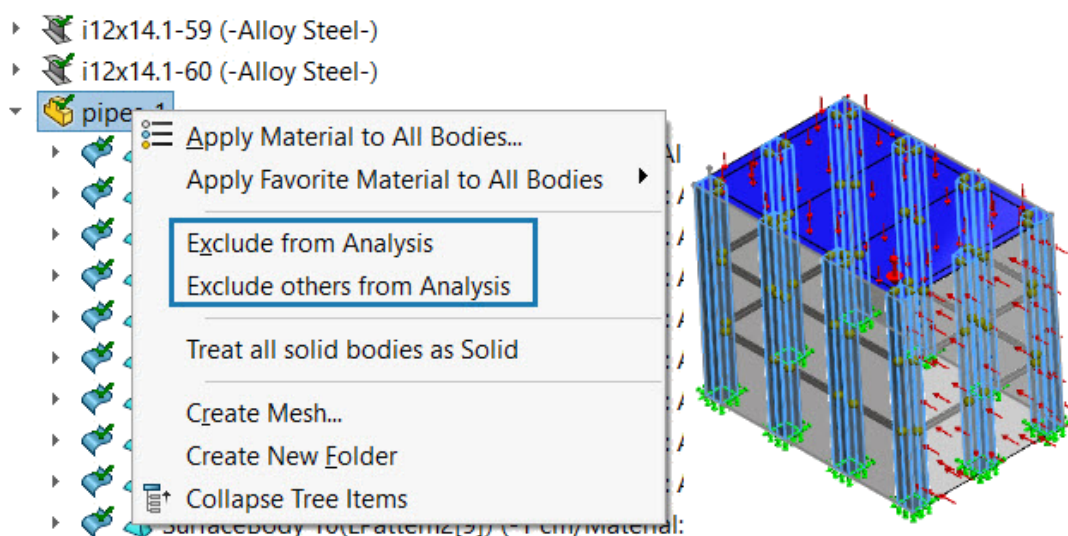 i12x14.1-59 (-Alloy Steel-)
i12x14.1-60 (-Alloy Steel-)
Apply Material to All Bodies...
Apply Favorite Material to All Bodies
Exclude from Analysis
Exclude others from Analysis
Treat all solid bodies as Solid
Create Mesh...
Create New Folder
Collapse Tree Items